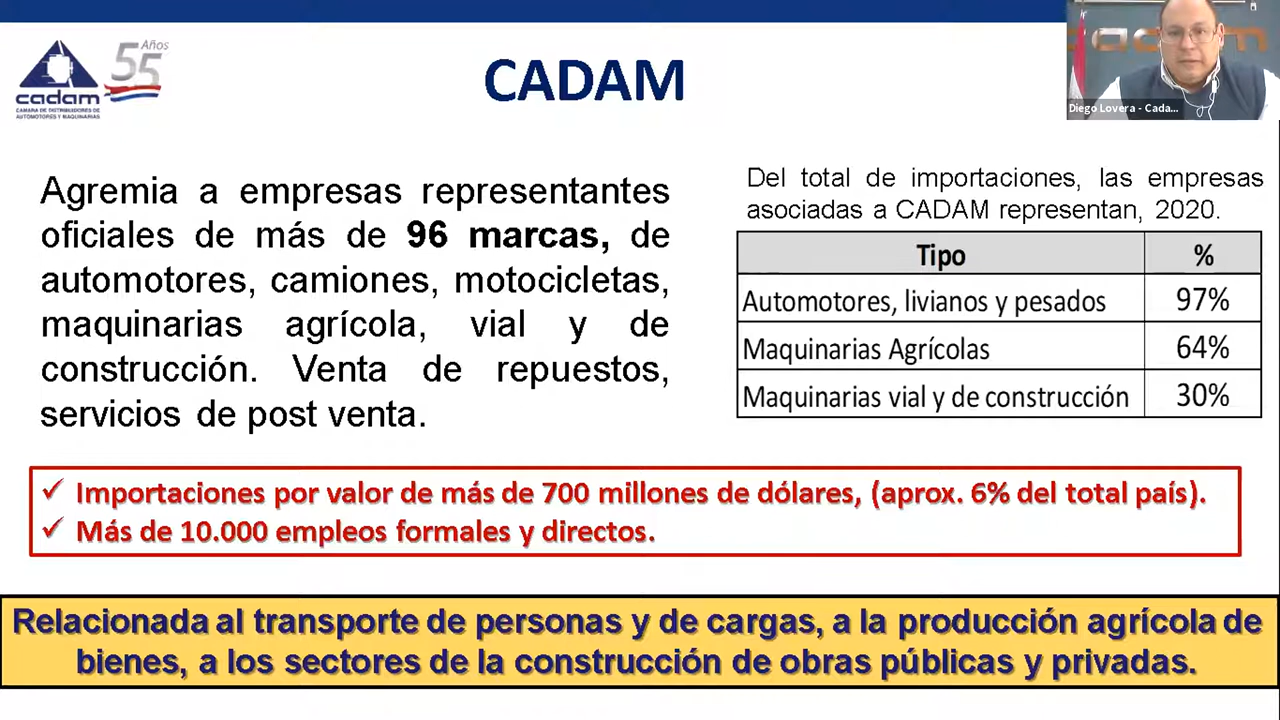 cadam
CÁMARA DE DISTRIBUIDORES DE
AUTOMOTORES Y MAQUINARIAS
55 Años
CADAM
cadam
Diego Lovera - Cada...
Agremia a empresas representantes
oficiales de más de 96 marcas, de
automotores, camiones, motocicletas,
maquinarias agrícola, vial y de
construcción. Venta de repuestos,
servicios de post venta.
Del total de importaciones, las empresas
asociadas a CADAM representan, 2020.
Tipo %
Automotores, livianos y pesados 97%
Maquinarias Agrícolas 64%
Maquinarias vial y de construcción 30%
✓ Importaciones por valor de más de 700 millones de dólares, (aprox. 6% del total país).
✓ Más de 10.000 empleos formales y directos.
Relacionada al transporte de personas y de cargas, a la producción agrícola de
bienes, a los sectores de la construcción de obras públicas y privadas.